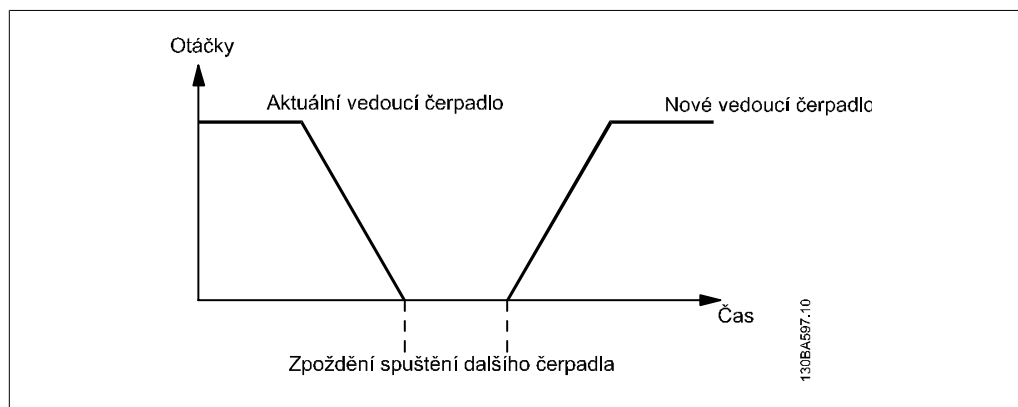 Otáčky
Aktuální vedoucí čerpadlo
Nové vedoucí čerpadlo
Čas
Zpoždění spuštění dalšího čerpadla
130BA597.10